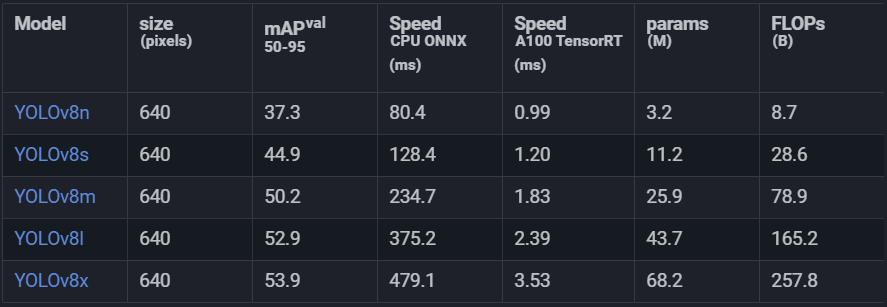 Model size mAPval Speed Speed params FLOPs
(pixels) 50-95 CPU ONNX A100 TensorRT (M) (B)
(ms) (ms)
YOLOv8n 640 37.3 80.4 0.99 3.2 8.7
YOLOv8s 640 44.9 128.4 1.20 11.2 28.6
YOLOv8m 640 50.2 234.7 1.83 25.9 78.9
YOLOv8l 640 52.9 375.2 2.39 43.7 165.2
YOLOv8x 640 53.9 479.1 3.53 68.2 257.8